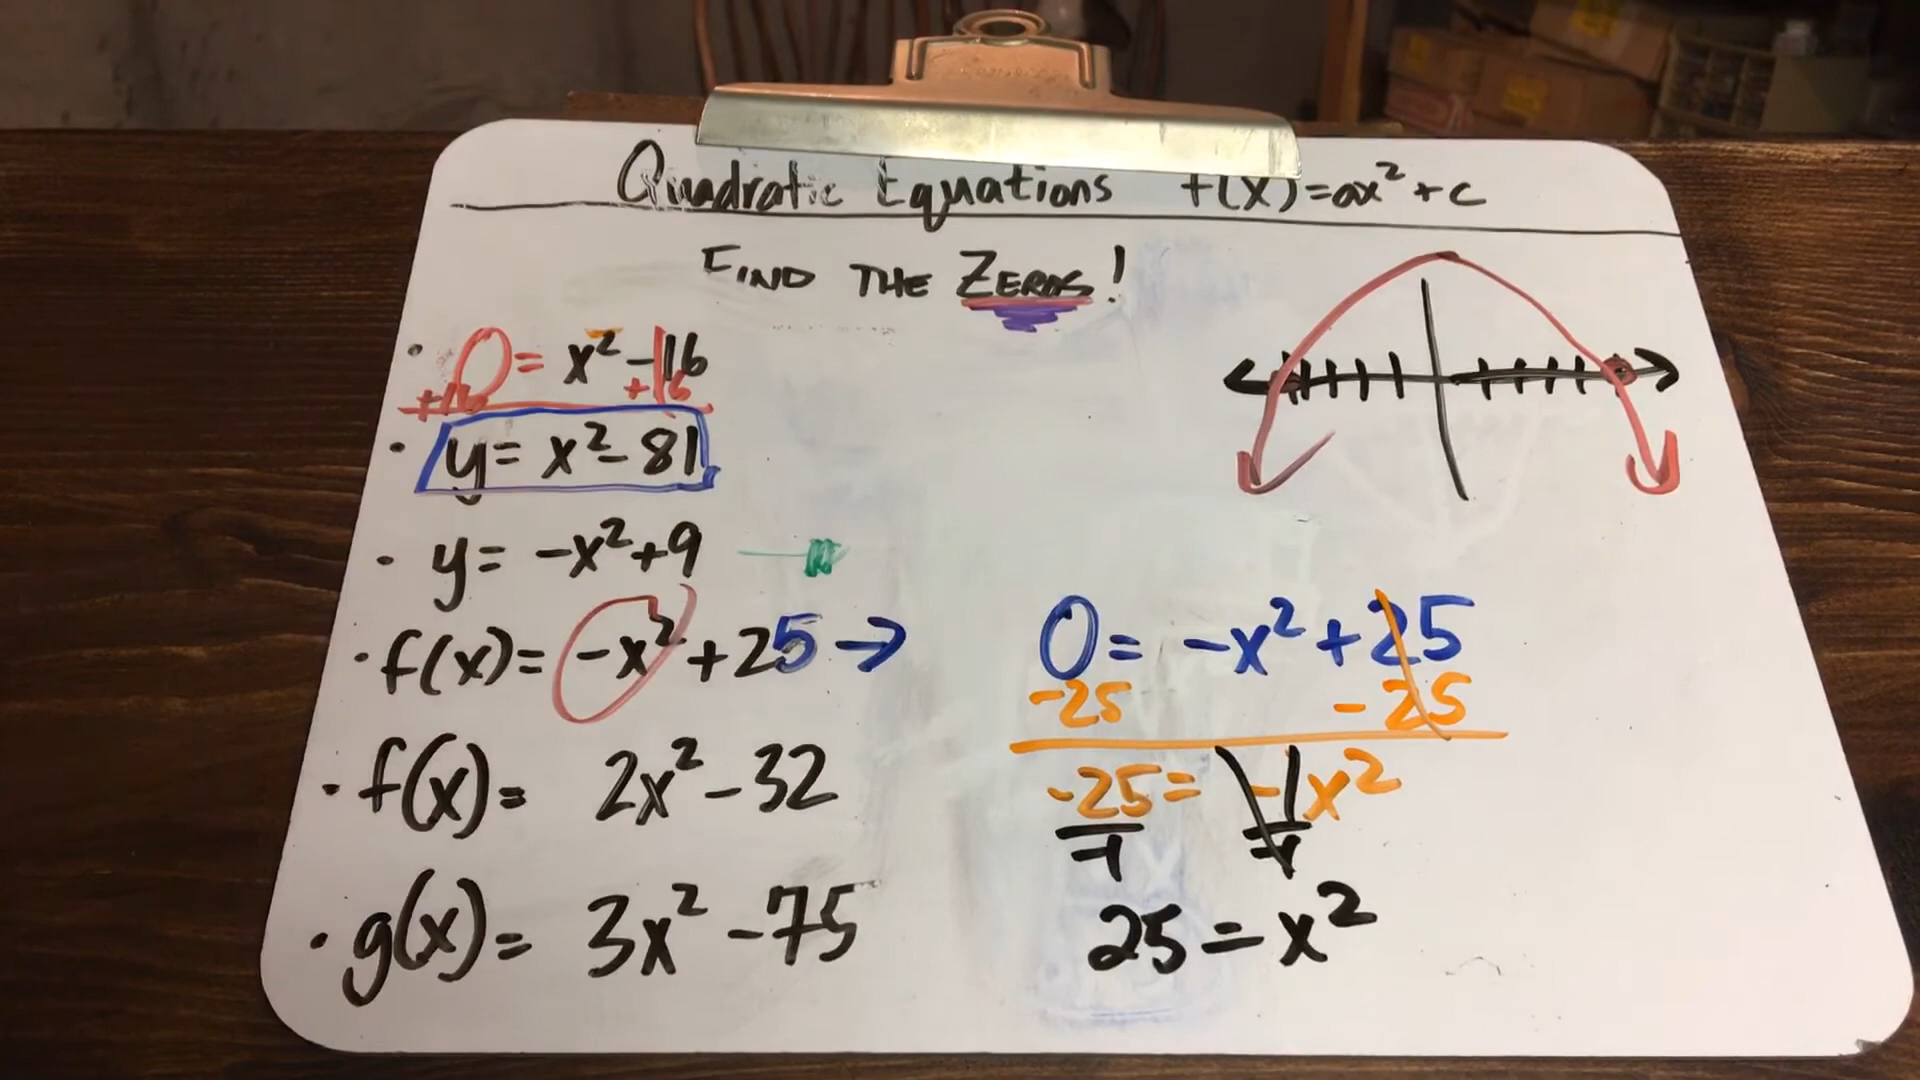 Quadratic Equations f(x)=ax²+c
FIND THE ZEROS!
· 0= x²-16
+16 +16
· y= x²-81
· y= -x²+9
· f(x)= -x²+25 →
· f(x)= 2x²-32
· g(x)= 3x²-75
0= -x²+25
-25 -25
-25= -1x²
-1 -1
25=x²